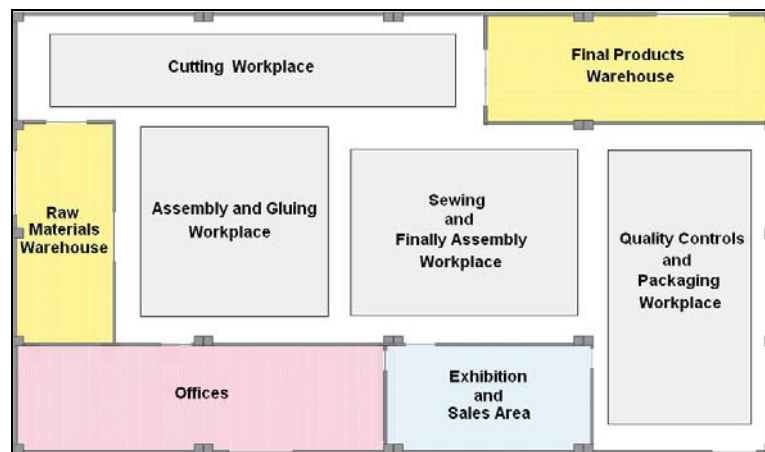 Cutting Workplace
Final Products
Warehouse
Raw
Materials
Warehouse
Assembly and Gluing
Workplace
Sewing
and
Finally Assembly
Workplace
Quality Controls
and
Packaging
Workplace
Offices
Exhibition
and
Sales Area